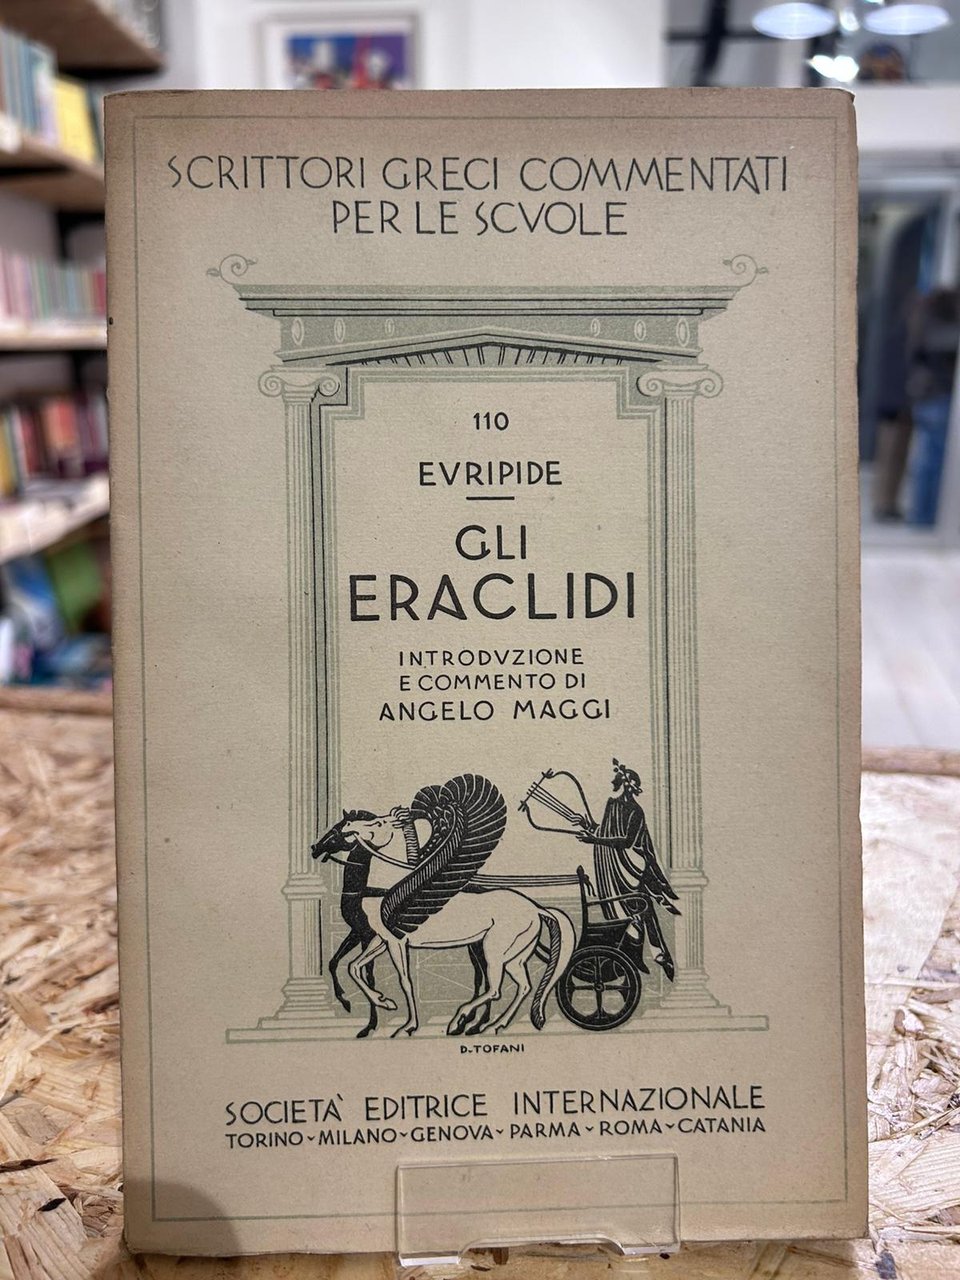 SCRITTORI GRECI COMMENTATI
PER LE SCVOLE
110
EVRIPIDE
GLI
ERACLIDI
INTRODVZIONE
E COMMENTO DI
ANGELO MAGGI
D. TOFANI
SOCIETÀ EDITRICE INTERNAZIONALE
TORINO - MILANO - GENOVA - PARMA - ROMA - CATANIA